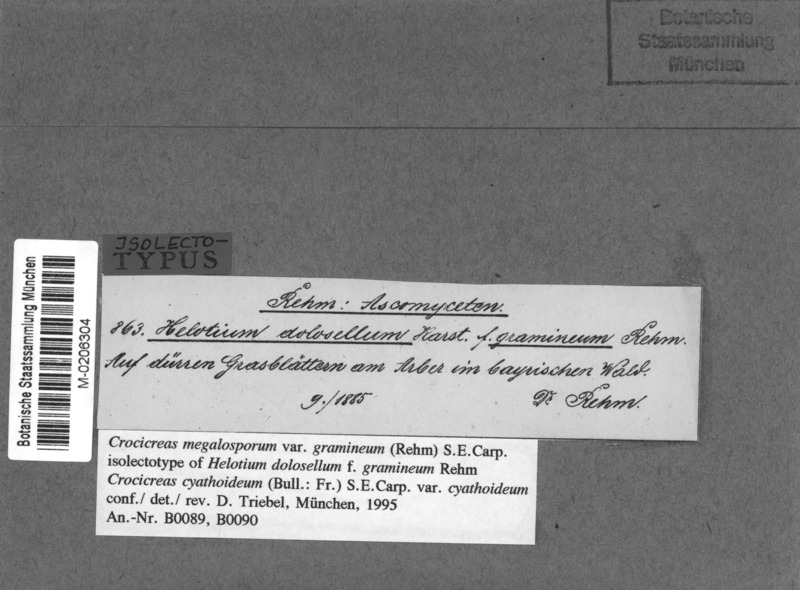 Botanische
Staatssammlung
München
ISOLECTO-
TYPUS
Botanische Staatssammlung München
M-0206304
Rehm: Ascomyceten.
863. Helotium dolosellum Karst. f. gramineum Rehm.
Auf dürren Grasblättern am Arber im bayrischen Wald.
9./1885 Dr. Rehm.
Crocicreas megalosporum var. gramineum (Rehm) S.E.Carp.
isolectotype of Helotium dolosellum f. gramineum Rehm
Crocicreas cyathoideum (Bull.: Fr.) S.E.Carp. var. cyathoideum
conf./ det./ rev. D. Triebel, München, 1995
An.-Nr. B0089, B0090